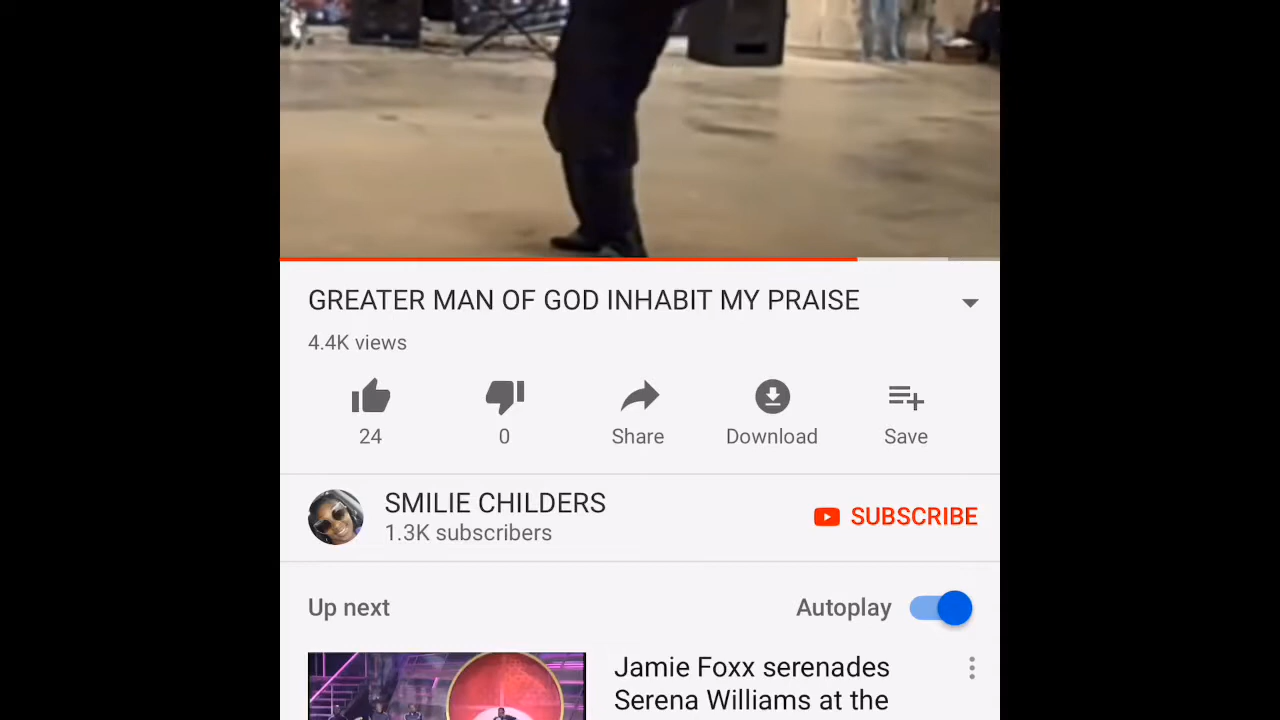 GREATER MAN OF GOD INHABIT MY PRAISE
4.4K views
24
0
Share
Download
Save
SMILIE CHILDERS
1.3K subscribers
SUBSCRIBE
Up next
Autoplay
Jamie Foxx serenades
Serena Williams at the